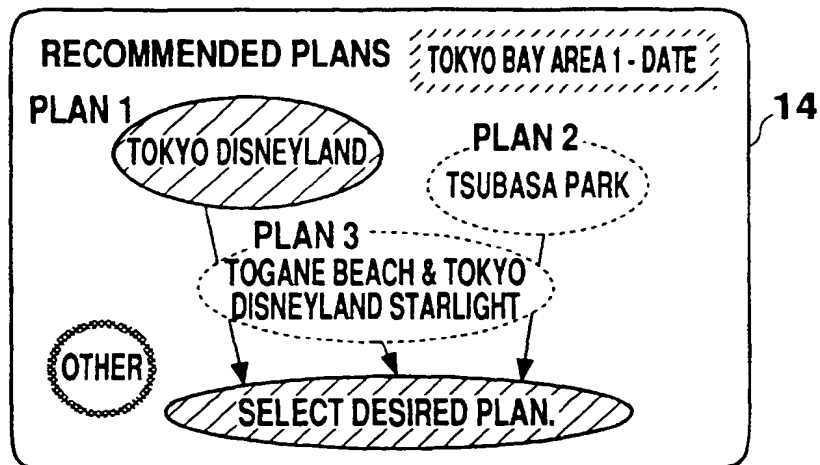 RECOMMENDED PLANS
TOKYO BAY AREA 1 - DATE
PLAN 1
TOKYO DISNEYLAND
14
PLAN 2
TSUBASA PARK
PLAN 3
TOGANE BEACH & TOKYO
DISNEYLAND STARLIGHT
OTHER
SELECT DESIRED PLAN.